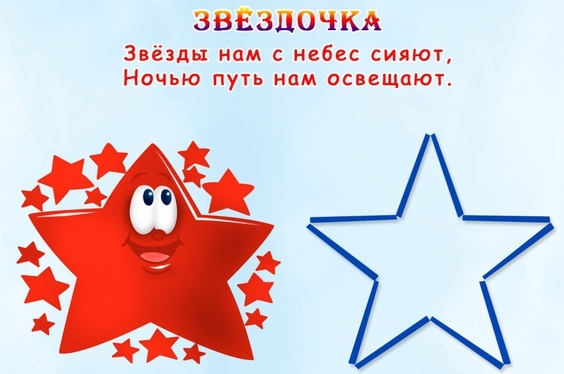 ЗВЁЗДОЧКА
Звёзды нам с небес сияют,
Ночью путь нам освещают.